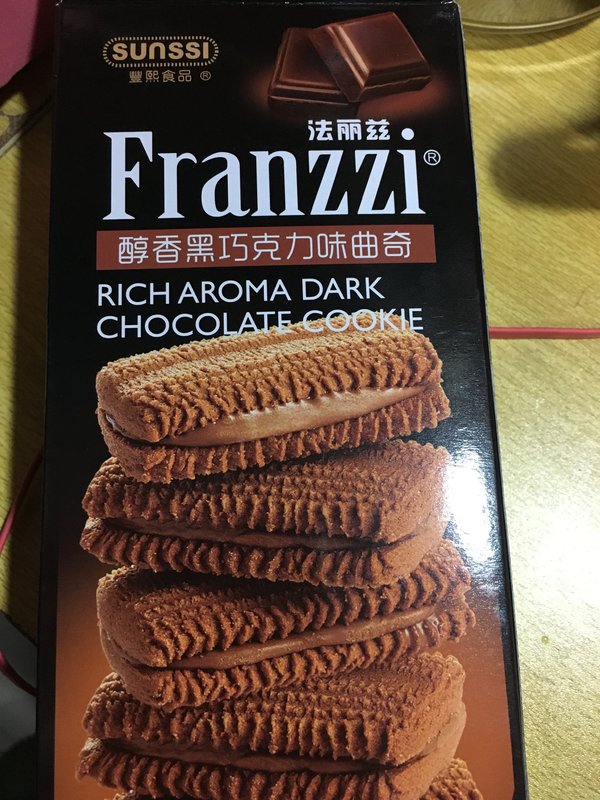 SUNSSI
豐熙食品 ®
法丽兹
Franzzi®
醇香黑巧克力味曲奇
RICH AROMA DARK
CHOCOLATE COOKIE